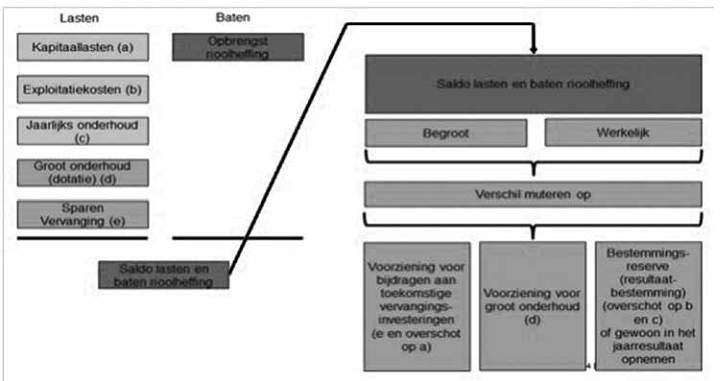 Lasten
Baten
Kapitaallasten (a)
Opbrengst
rioolheffing
Exploitatiekosten (b)
Jaarlijks onderhoud
(c)
Groot onderhoud
(dotatie) (d)
Sparen
Vervanging (e)
Saldo lasten en
baten rioolheffing
Saldo lasten en baten rioolheffing
Begroot
Werkelijk
Verschil muteren op
Voorziening voor
bijdragen aan
toekomstige
vervangings-
investeringen
(e en overschot
op a)
Voorziening voor
groot onderhoud
(d)
Bestemmings-
reserve
(resultaat-
bestemming)
(overschot op b
en c)
of gewoon in het
jaarresultaat
opnemen
4